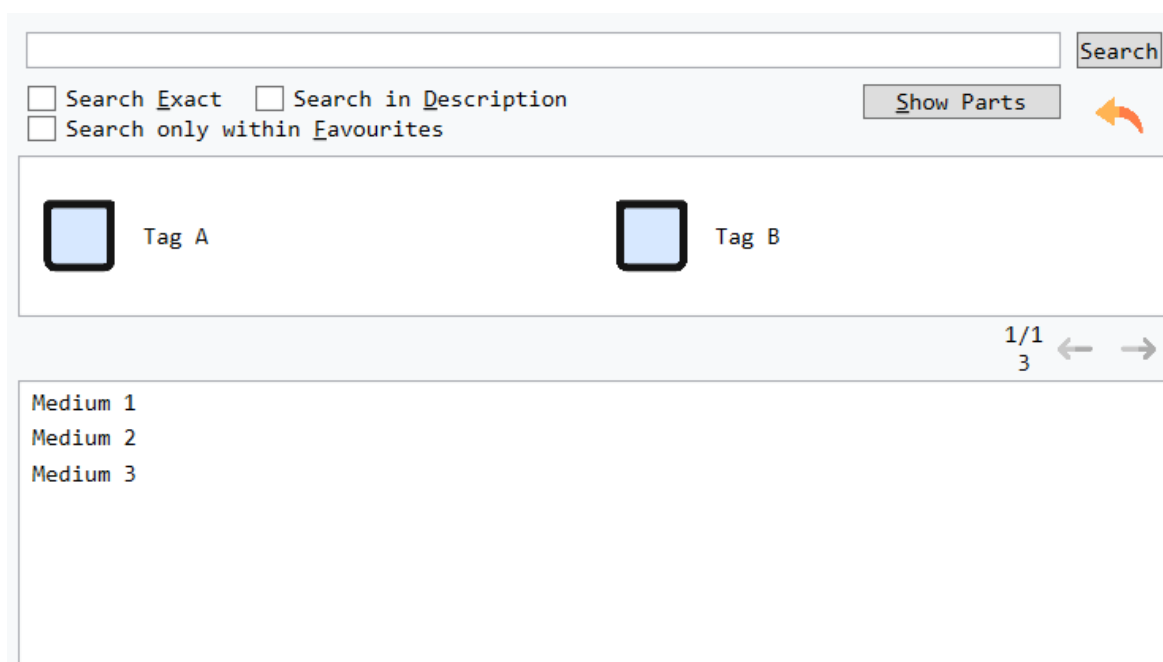 Search
Search Exact Search in Description Show Parts
Search only within Favourites
Tag A Tag B
1/1
3
Medium 1
Medium 2
Medium 3